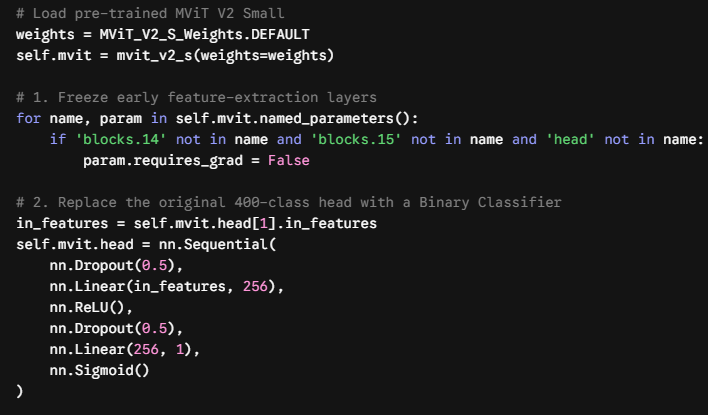 # Load pre-trained MViT V2 Small
weights = MViT_V2_S_Weights.DEFAULT
self.mvit = mvit_v2_s(weights=weights)

# 1. Freeze early feature-extraction layers
for name, param in self.mvit.named_parameters():
    if 'blocks.14' not in name and 'blocks.15' not in name and 'head' not in name:
        param.requires_grad = False

# 2. Replace the original 400-class head with a Binary Classifier
in_features = self.mvit.head[1].in_features
self.mvit.head = nn.Sequential(
    nn.Dropout(0.5),
    nn.Linear(in_features, 256),
    nn.ReLU(),
    nn.Dropout(0.5),
    nn.Linear(256, 1),
    nn.Sigmoid()
)